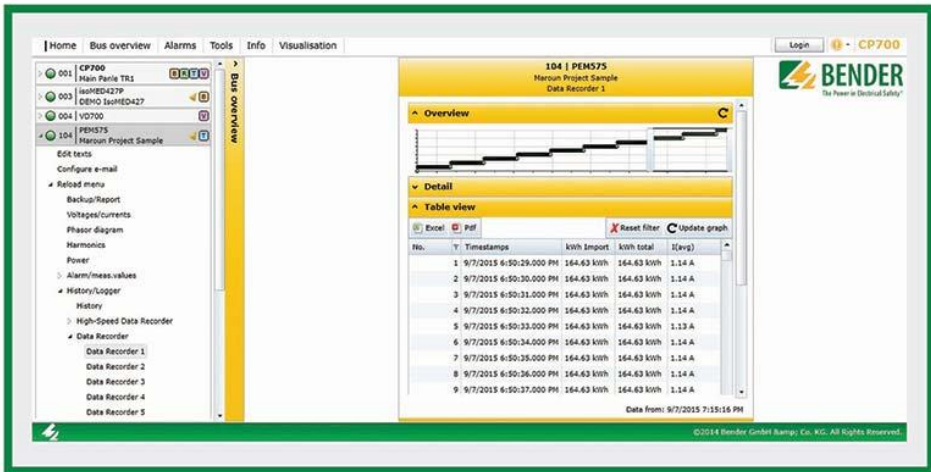 Home Bus overview Alarms Tools Info Visualisation
Login CP700
001 CP700
Main Panle TR1 B R T V
003 isoMED427P
DEMO IsoMED427 B
004 VD700 V
104 PEM575
Maroun Project Sample T
Edit texts
Configure e-mail
Reload menu
Backup/Report
Voltages/currents
Phasor diagram
Harmonics
Power
Alarm/meas.values
History/Logger
History
High-Speed Data Recorder
Data Recorder
Data Recorder 1
Data Recorder 2
Data Recorder 3
Data Recorder 4
Data Recorder 5
Bus overview
104 | PEM575
Maroun Project Sample
Data Recorder 1
Overview
Detail
Table view
Excel Pdf Reset filter Update graph
No. Timestamps kWh Import kWh total I(avg)
1 9/7/2015 6:50:29.000 PM 164.63 kWh 164.63 kWh 1.14 A
2 9/7/2015 6:50:30.000 PM 164.63 kWh 164.63 kWh 1.14 A
3 9/7/2015 6:50:31.000 PM 164.63 kWh 164.63 kWh 1.14 A
4 9/7/2015 6:50:32.000 PM 164.63 kWh 164.63 kWh 1.14 A
5 9/7/2015 6:50:33.000 PM 164.63 kWh 164.63 kWh 1.13 A
6 9/7/2015 6:50:34.000 PM 164.63 kWh 164.63 kWh 1.14 A
7 9/7/2015 6:50:35.000 PM 164.63 kWh 164.63 kWh 1.14 A
8 9/7/2015 6:50:36.000 PM 164.63 kWh 164.63 kWh 1.14 A
9 9/7/2015 6:50:37.000 PM 164.63 kWh 164.63 kWh 1.14 A
Data from: 9/7/2015 7:15:16 PM
BENDER
The Power in Electrical Safety®
©2014 Bender GmbH &amp; Co. KG. All Rights Reserved.